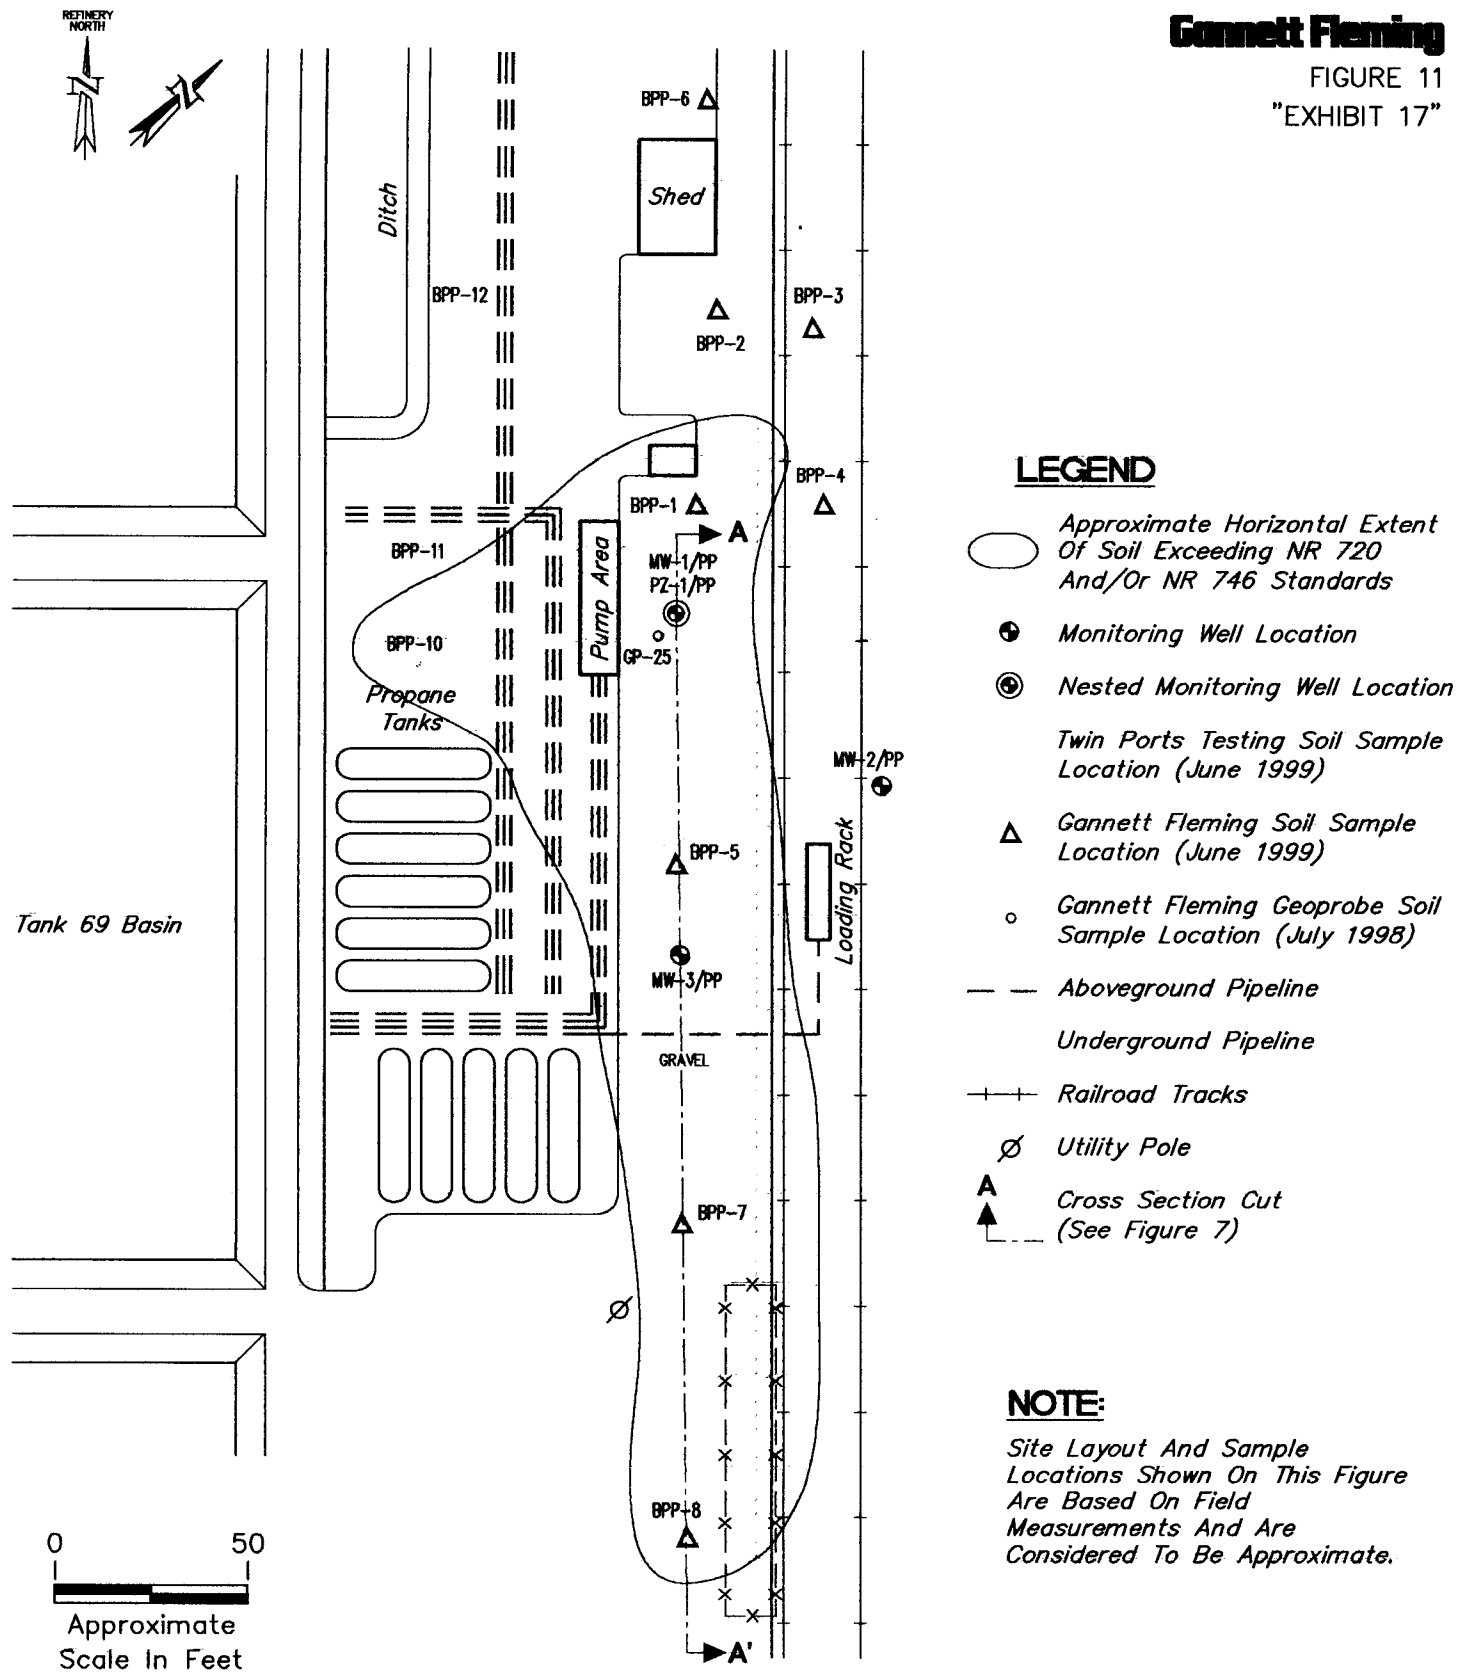 REFINERY
NORTH
N
N
Gannett Fleming
FIGURE 11
"EXHIBIT 17"
BPP-6
Shed
Ditch
BPP-12
BPP-3
BPP-2
BPP-4
BPP-1
A
BPP-11
Pump Area
MW-1/PP
PZ-1/PP
BPP-10
GP-25
Propane
Tanks
MW-2/PP
BPP-5
Loading Rack
Tank 69 Basin
MW-3/PP
GRAVEL
BPP-7
BPP-8
A'
0 50
Approximate
Scale In Feet
LEGEND
Approximate Horizontal Extent
Of Soil Exceeding NR 720
And/Or NR 746 Standards
Monitoring Well Location
Nested Monitoring Well Location
Twin Ports Testing Soil Sample
Location (June 1999)
Gannett Fleming Soil Sample
Location (June 1999)
Gannett Fleming Geoprobe Soil
Sample Location (July 1998)
Aboveground Pipeline
Underground Pipeline
Railroad Tracks
Utility Pole
A
Cross Section Cut
(See Figure 7)
NOTE:
Site Layout And Sample
Locations Shown On This Figure
Are Based On Field
Measurements And Are
Considered To Be Approximate.